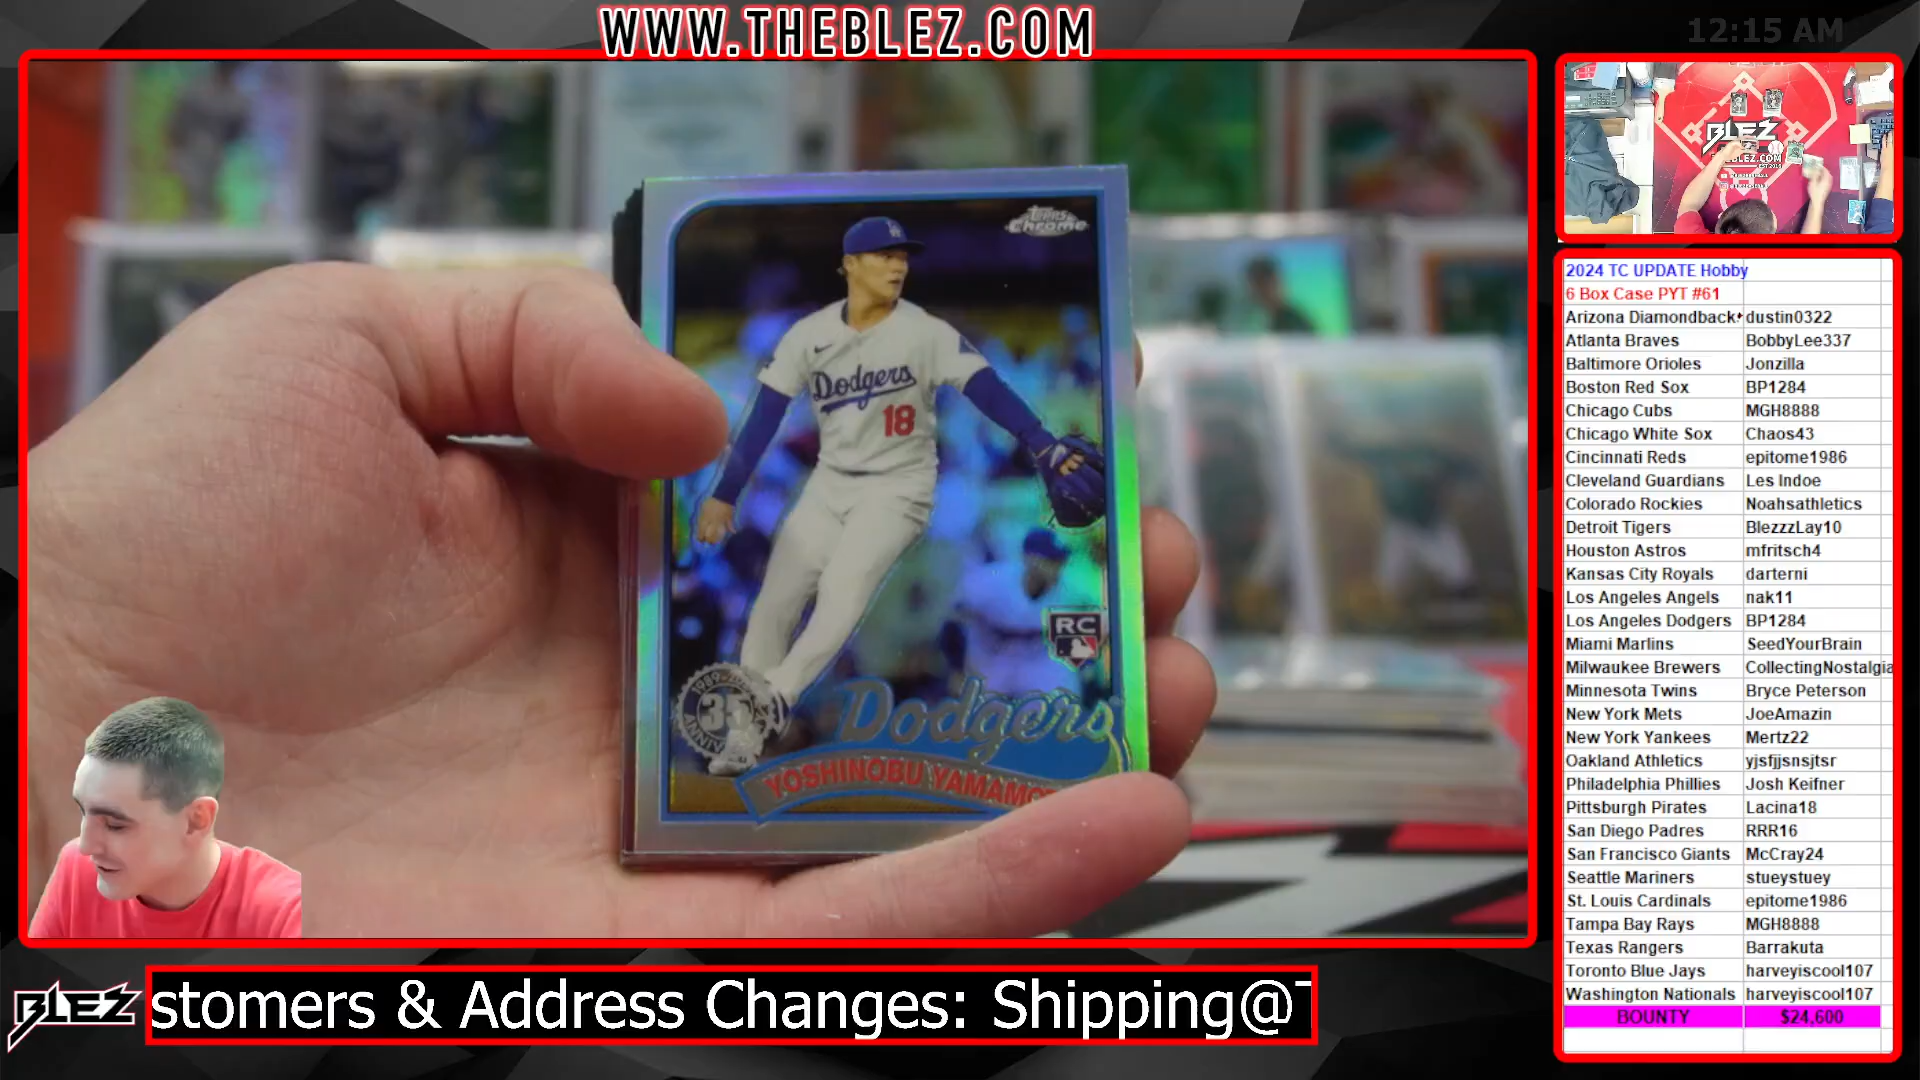 WWW.THEBLEZ.COM
12:15 AM
Topps
Chrome
Dodgers
18
RC
1989
35
ANNIV
Dodgers
YOSHINOBU
BLEZ
2024 TC UPDATE Hobby
6 Box Case PYT #61
Arizona Diamondback dustin0322
Atlanta Braves BobbyLee337
Baltimore Orioles Jonzilla
Boston Red Sox BP1284
Chicago Cubs MGH8888
Chicago White Sox Chaos43
Cincinnati Reds epitome1986
Cleveland Guardians Les Indoe
Colorado Rockies Noahsathletics
Detroit Tigers BlezzzLay10
Houston Astros mfritsch4
Kansas City Royals darterni
Los Angeles Angels nak11
Los Angeles Dodgers BP1284
Miami Marlins SeedYourBrain
Milwaukee Brewers CollectingNostalgia
Minnesota Twins Bryce Peterson
New York Mets JoeAmazin
New York Yankees Mertz22
Oakland Athletics yjsfjjsnsjtsr
Philadelphia Phillies Josh Keifner
Pittsburgh Pirates Lacina18
San Diego Padres RRR16
San Francisco Giants McCray24
Seattle Mariners stueystuey
St. Louis Cardinals epitome1986
Tampa Bay Rays MGH8888
Texas Rangers Barrakuta
Toronto Blue Jays harveyiscool107
Washington Nationals harveyiscool107
BOUNTY $24,600
BLEZ
stomers & Address Changes: Shipping@